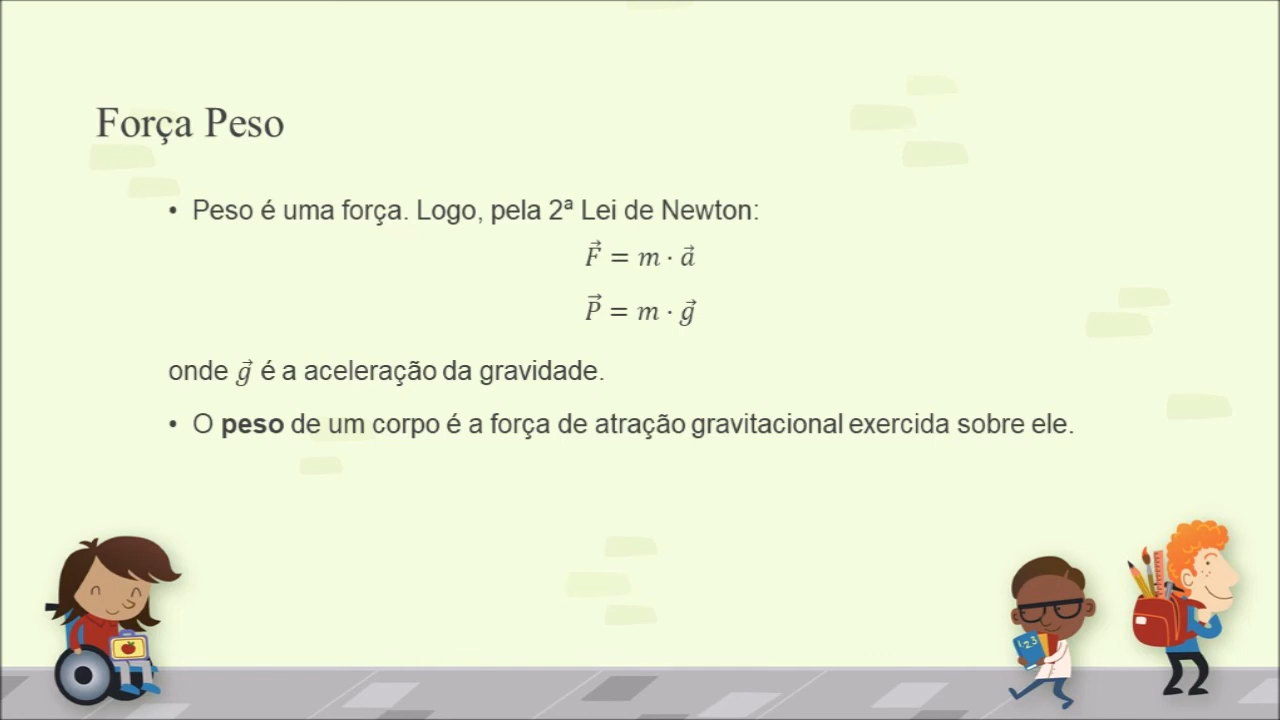 Força Peso
• Peso é uma força. Logo, pela 2ª Lei de Newton:
F⃗ = m · a⃗
P⃗ = m · g⃗
onde g⃗ é a aceleração da gravidade.
• O peso de um corpo é a força de atração gravitacional exercida sobre ele.
123